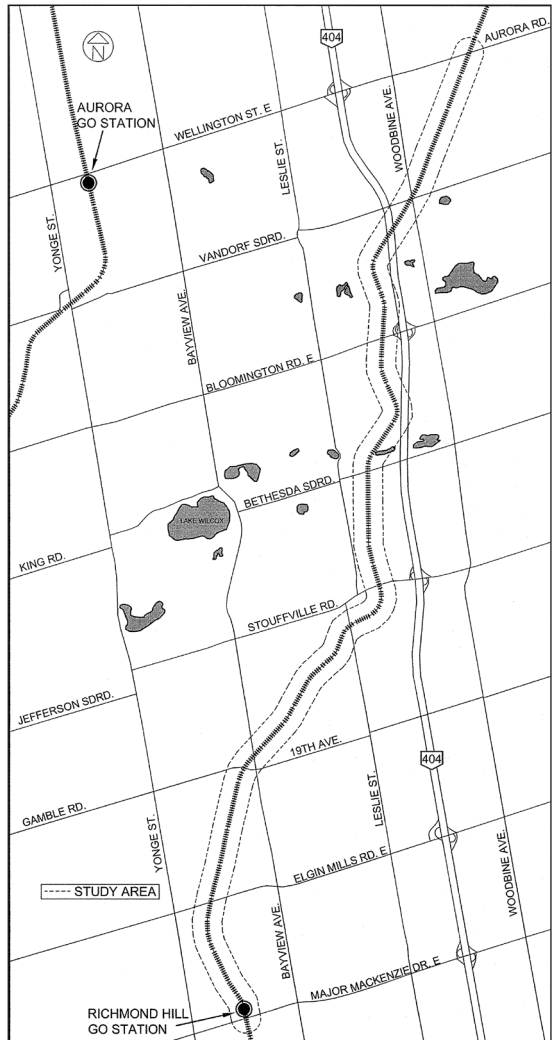 404
AURORA RD.
N
AURORA
GO STATION
WELLINGTON ST. E
LESLIE ST.
WOODBINE AVE.
YONGE ST.
VANDORF SDRD.
BAYVIEW AVE.
BLOOMINGTON RD. E
BETHESDA SDRD.
LAKE WILCOX
KING RD.
STOUFFVILLE RD.
JEFFERSON SDRD.
19TH AVE.
404
GAMBLE RD.
LESLIE ST.
YONGE ST.
WOODBINE AVE.
ELGIN MILLS RD. E
STUDY AREA
BAYVIEW AVE.
MAJOR MACKENZIE DR. E
RICHMOND HILL
GO STATION